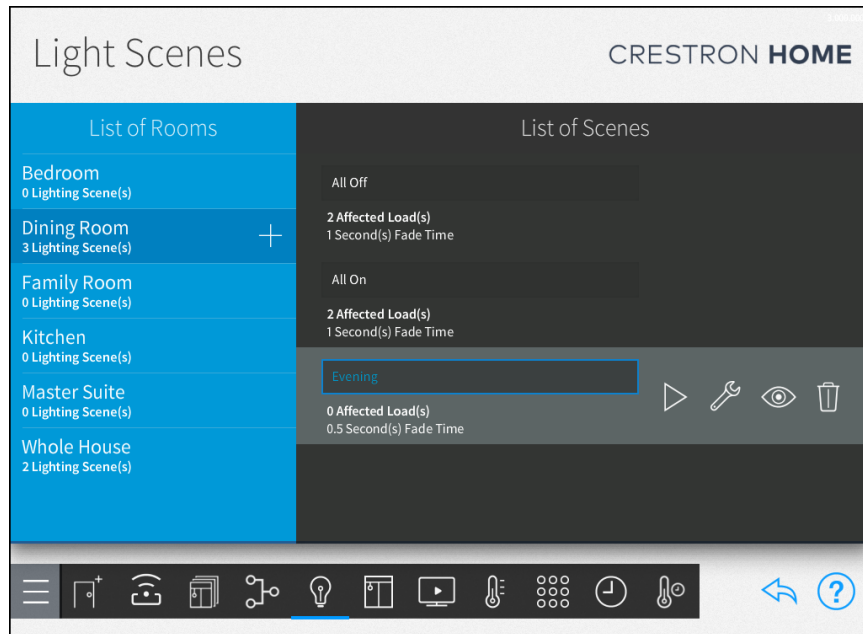 Light Scenes
CRESTRON HOME
List of Rooms
Bedroom
0 Lighting Scene(s)
Dining Room
3 Lighting Scene(s)
Family Room
0 Lighting Scene(s)
Kitchen
0 Lighting Scene(s)
Master Suite
0 Lighting Scene(s)
Whole House
2 Lighting Scene(s)
List of Scenes
All Off
2 Affected Load(s)
1 Second(s) Fade Time
All On
2 Affected Load(s)
1 Second(s) Fade Time
Evening
0 Affected Load(s)
0.5 Second(s) Fade Time
?